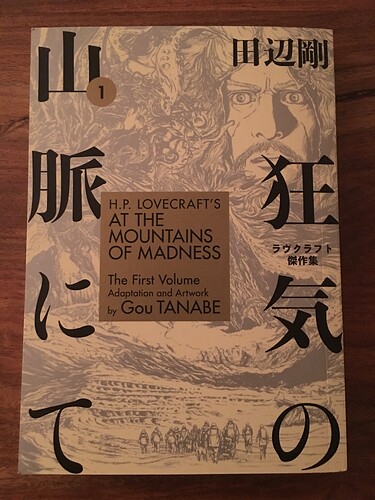 田辺剛
狂気の
山脈にて
1
ラヴクラフト
傑作集
H.P. LOVECRAFT'S
AT THE
MOUNTAINS
OF MADNESS
The First Volume
Adaptation and Artwork
by Gou TANABE